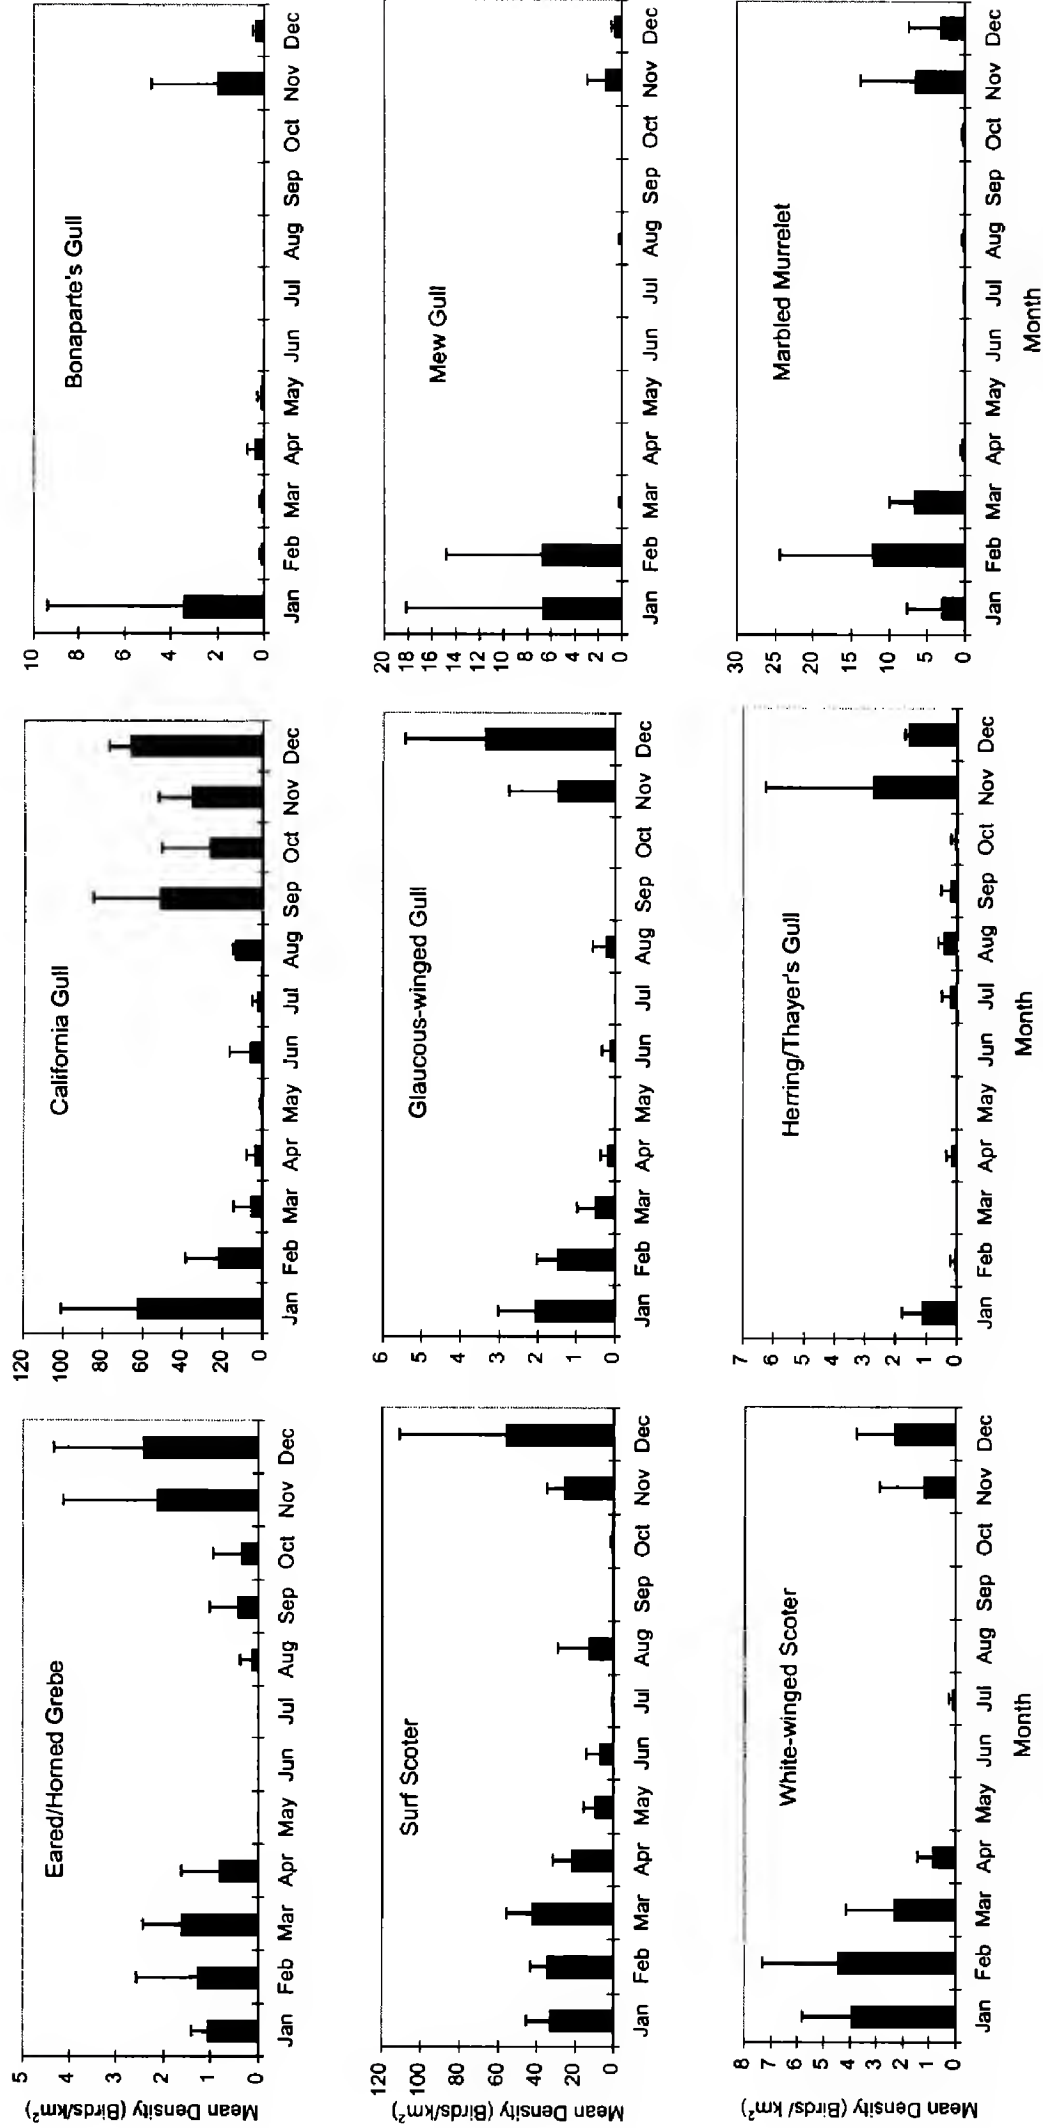 Eared/Horned Grebe
Mean Density (Birds/km²)
5
4
3
2
1
0
Jan Feb Mar Apr May Jun Jul Aug Sep Oct Nov Dec
California Gull
120
100
80
60
40
20
0
Jan Feb Mar Apr May Jun Jul Aug Sep Oct Nov Dec
Bonaparte's Gull
10
8
6
4
2
0
Jan Feb Mar Apr May Jun Jul Aug Sep Oct Nov Dec
Surf Scoter
Mean Density (Birds/km²)
120
100
80
60
40
20
0
Jan Feb Mar Apr May Jun Jul Aug Sep Oct Nov Dec
Glaucous-winged Gull
6
5
4
3
2
1
0
Jan Feb Mar Apr May Jun Jul Aug Sep Oct Nov Dec
Mew Gull
20
18
16
14
12
10
8
6
4
2
0
Jan Feb Mar Apr May Jun Jul Aug Sep Oct Nov Dec
White-winged Scoter
Mean Density (Birds/ km²)
8
7
6
5
4
3
2
1
0
Jan Feb Mar Apr May Jun Jul Aug Sep Oct Nov Dec
Month
Herring/Thayer's Gull
7
6
5
4
3
2
1
0
Jan Feb Mar Apr May Jun Jul Aug Sep Oct Nov Dec
Month
Marbled Murrelet
30
25
20
15
10
5
0
Jan Feb Mar Apr May Jun Jul Aug Sep Oct Nov Dec
Month